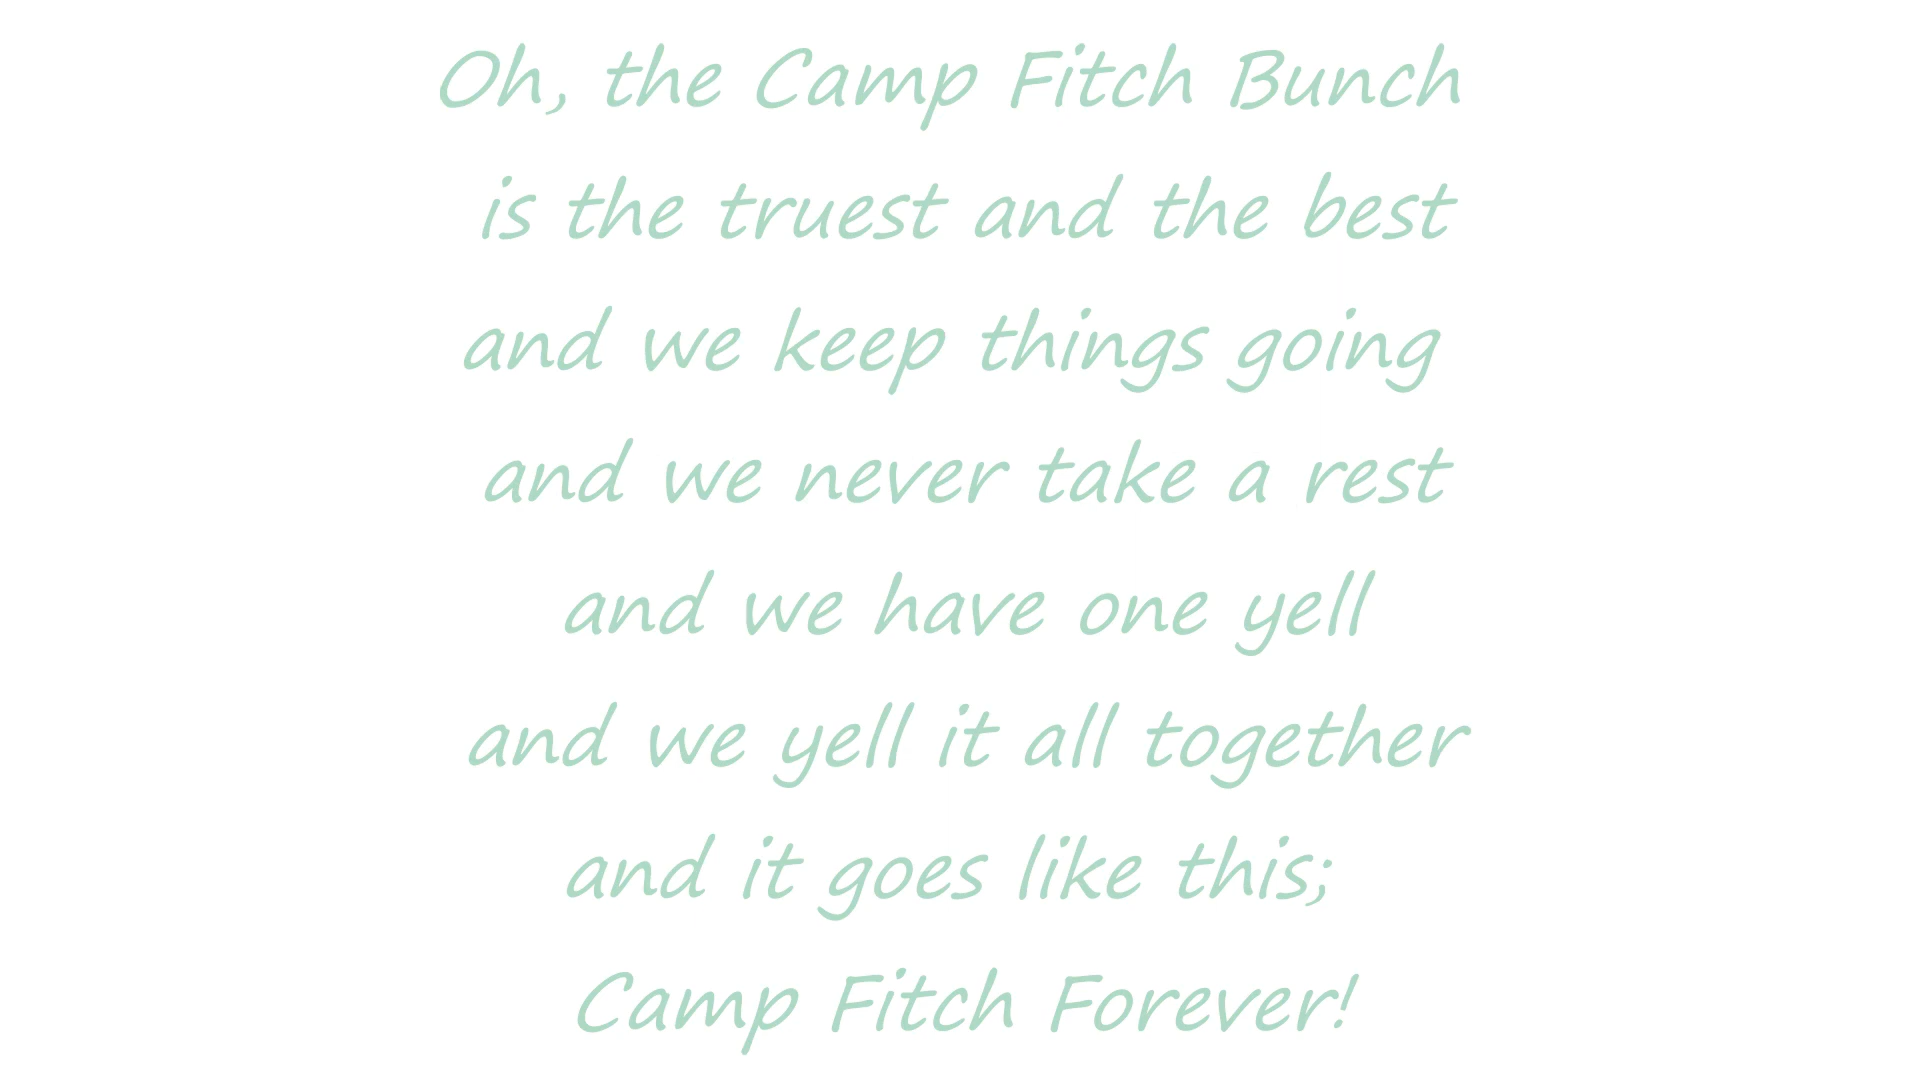 Oh, the Camp Fitch Bunch
is the truest and the best
and we keep things going
and we never take a rest
and we have one yell
and we yell it all together
and it goes like this;
Camp Fitch Forever!